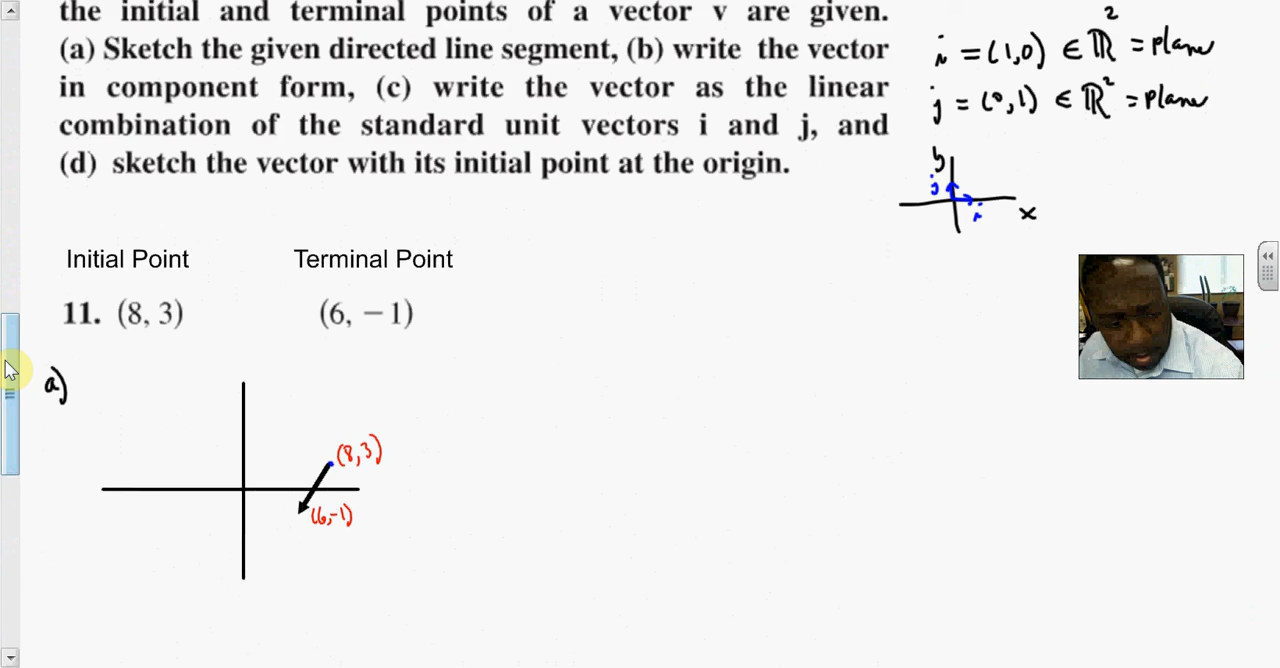 the initial and terminal points of a vector v are given.
(a) Sketch the given directed line segment, (b) write the vector
in component form, (c) write the vector as the linear
combination of the standard unit vectors i and j, and
(d) sketch the vector with its initial point at the origin.
i = (1,0) ∈ ℝ² = plane
j = (0,1) ∈ ℝ² = plane
y
j
i
x
Initial Point Terminal Point
11. (8, 3) (6, − 1)
a)
(8,3)
(6,-1)